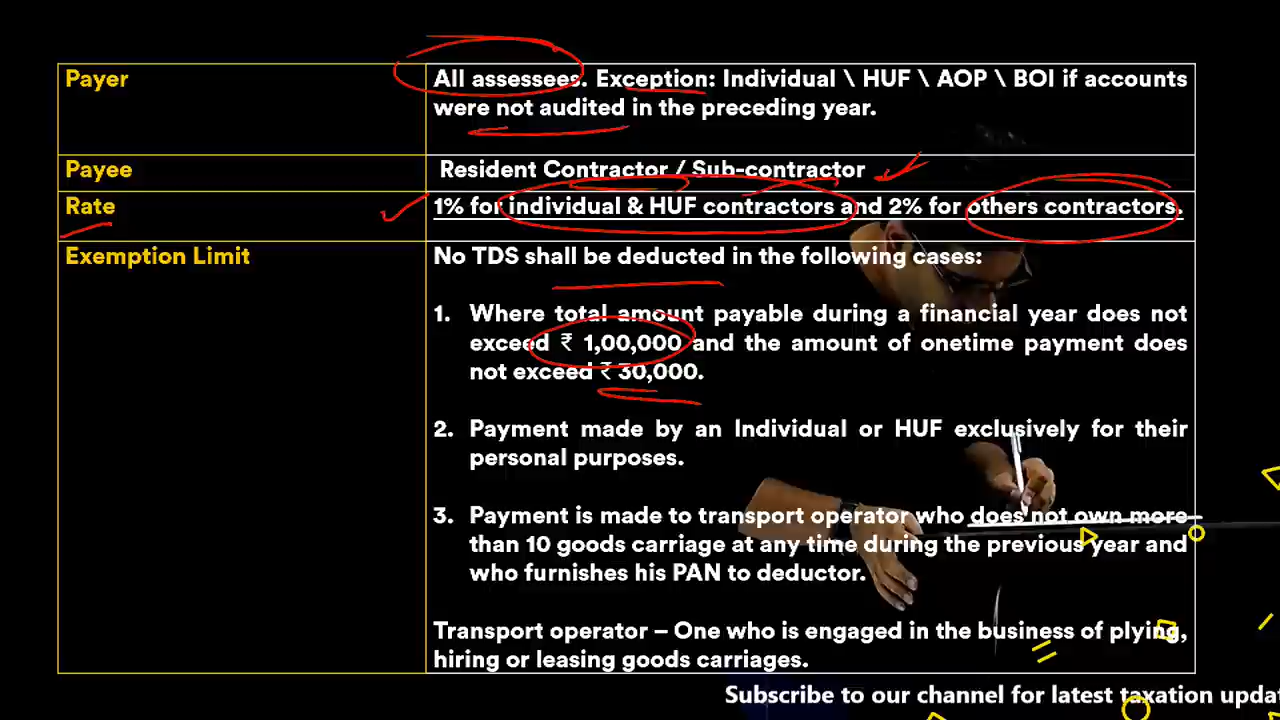 Payer
All assessees. Exception: Individual \ HUF \ AOP \ BOI if accounts
were not audited in the preceding year.
Payee
Resident Contractor / Sub-contractor
Rate
1% for individual & HUF contractors and 2% for others contractors.
Exemption Limit
No TDS shall be deducted in the following cases:
1. Where total amount payable during a financial year does not
exceed ₹ 1,00,000 and the amount of onetime payment does
not exceed ₹ 30,000.
2. Payment made by an Individual or HUF exclusively for their
personal purposes.
3. Payment is made to transport operator who does not own more
than 10 goods carriage at any time during the previous year and
who furnishes his PAN to deductor.
Transport operator – One who is engaged in the business of plying,
hiring or leasing goods carriages.
Subscribe to our channel for latest taxation updat